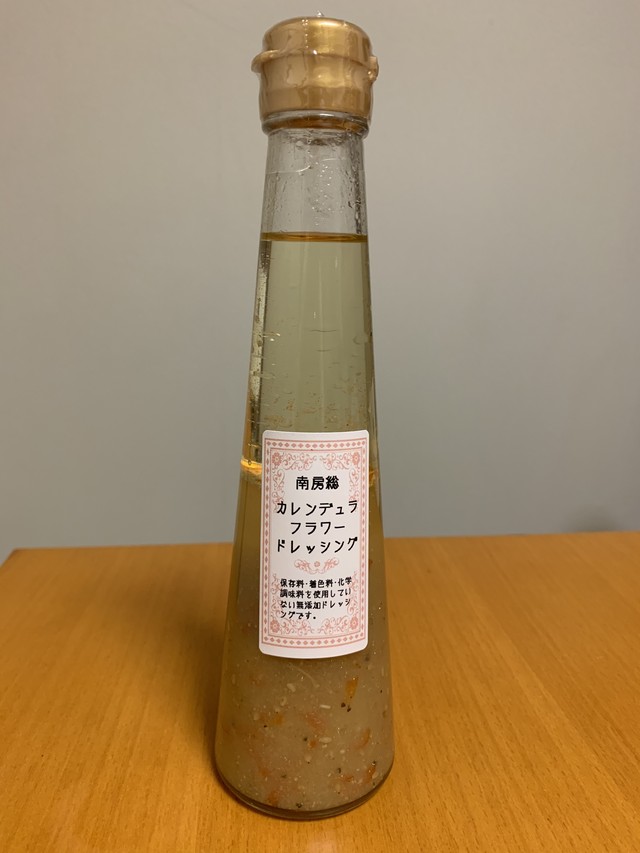 南房総
カレンデュラ
フラワー
ドレッシング
保存料・着色料・化学
調味料を使用してい
ない無添加ドレッシ
ングです。